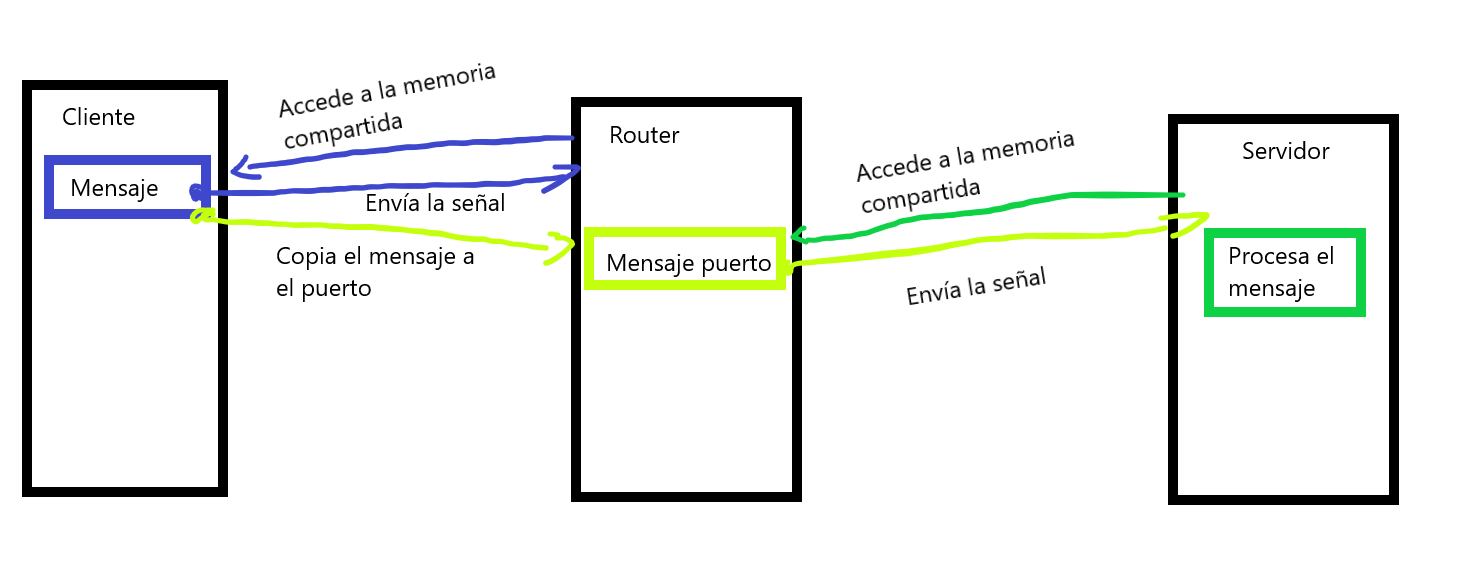 Cliente
Mensaje
Accede a la memoria
compartida
Envía la señal
Copia el mensaje a
el puerto
Router
Mensaje puerto
Accede a la memoria
compartida
Envía la señal
Servidor
Procesa el
mensaje